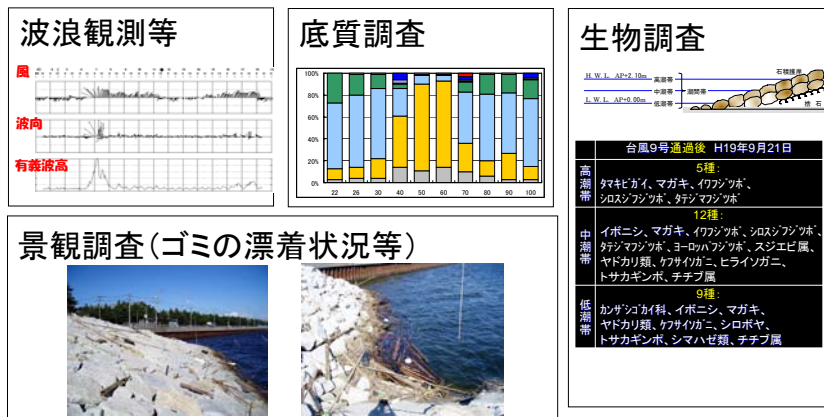 波浪観測等
風
波向
有義波高
底質調査
100%
80%
60%
40%
20%
0%
22 26 30 40 50 60 70 80 90 100
生物調査
石積護岸
H.W.L. AP+2.10m
高潮帯
中潮帯
潮間帯
L.W.L. AP+0.00m
低潮帯
捨石
台風9号通過後 H19年9月21日
高潮帯
5種:
タマキビガイ、マガキ、イワフジツボ、
シロスジフジツボ、タテジマフジツボ
中潮帯
12種:
イボニシ、マガキ、イワフジツボ、シロスジフジツボ、
タテジマフジツボ、ヨーロッパフジツボ、スジエビ属、
ヤドカリ類、ケフサイソガニ、ヒライソガニ、
トサカギンポ、チチブ属
低潮帯
9種:
カンザシゴカイ科、イボニシ、マガキ、
ヤドカリ類、ケフサイソガニ、シロボヤ、
トサカギンポ、シマハゼ類、チチブ属
景観調査(ゴミの漂着状況等)